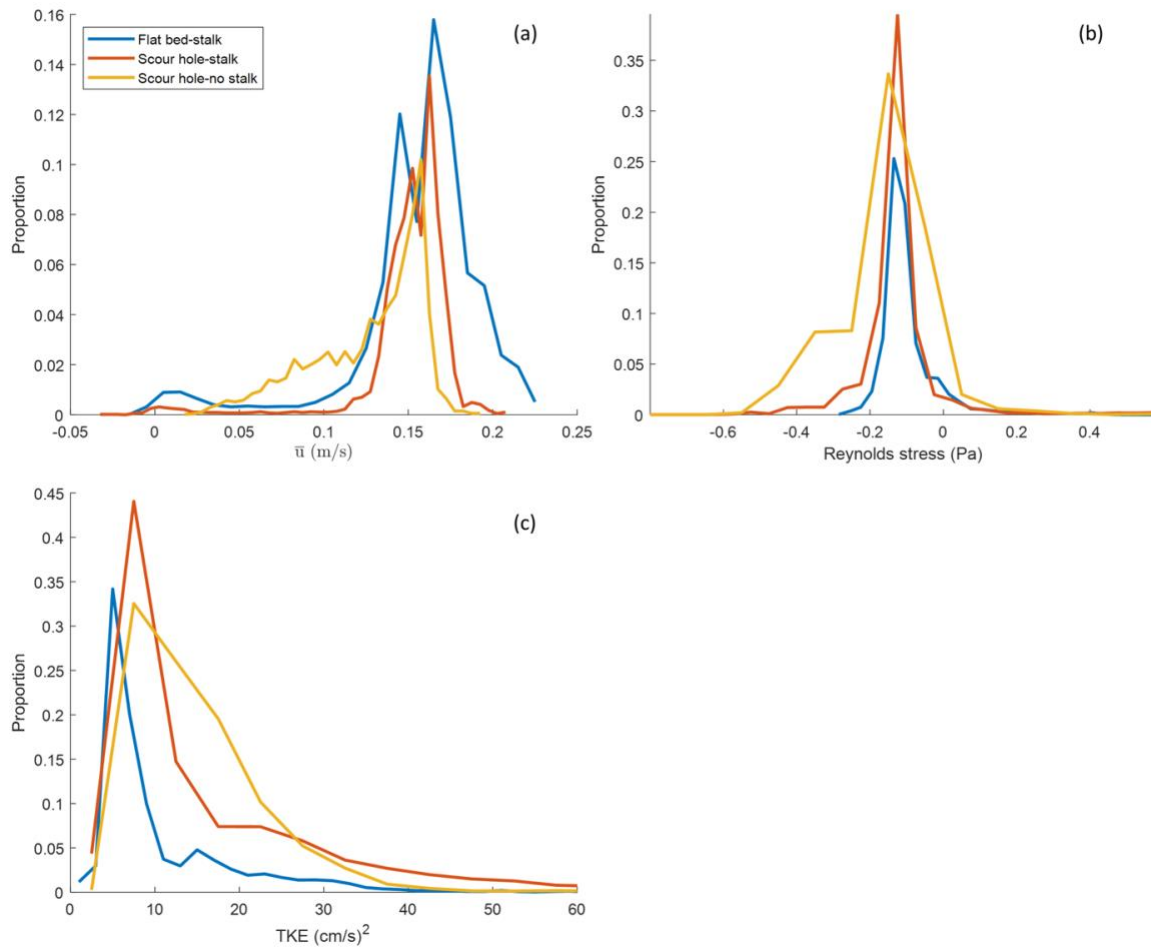 0.16
(a)
Flat bed-stalk
Scour hole-stalk
Scour hole-no stalk
0.14
0.12
0.1
0.08
0.06
0.04
0.02
0
Proportion
-0.05 0 0.05 0.1 0.15 0.2 0.25
u̅ (m/s)
(b)
0.35
0.3
0.25
0.2
0.15
0.1
0.05
0
Proportion
-0.6 -0.4 -0.2 0 0.2 0.4
Reynolds stress (Pa)
0.45
(c)
0.4
0.35
0.3
0.25
0.2
0.15
0.1
0.05
0
Proportion
0 10 20 30 40 50 60
TKE (cm/s)²